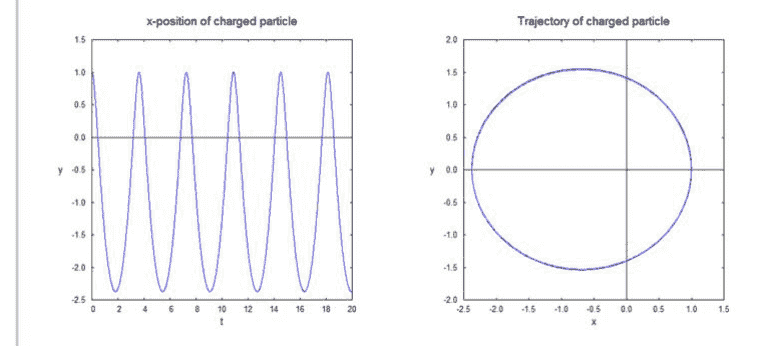 x-position of charged particle
1.5
1.0
0.5
0.0
y -0.5
-1.0
-1.5
-2.0
-2.5
0 2 4 6 8 10 12 14 16 18 20
t
Trajectory of charged particle
2.0
1.5
1.0
0.5
y 0.0
-0.5
-1.0
-1.5
-2.0
-2.5 -2.0 -1.5 -1.0 -0.5 0.0 0.5 1.0 1.5
x